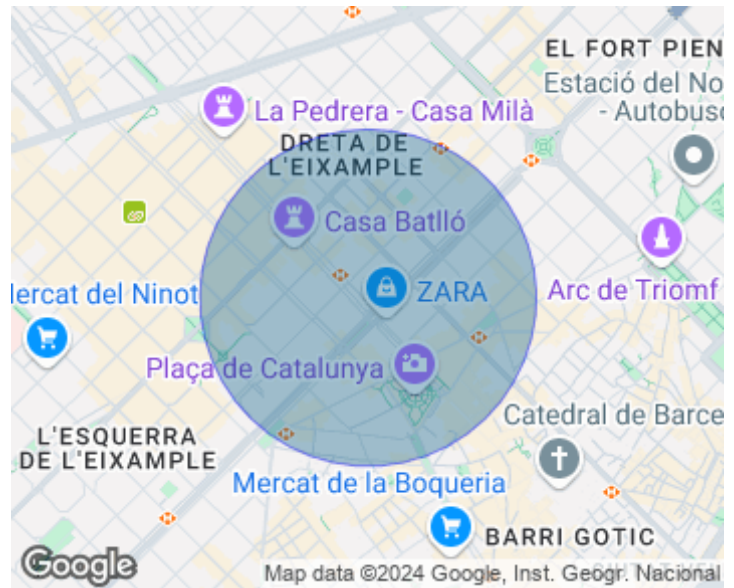 EL FORT PIEN
Estació del No
- Autobuso
La Pedrera - Casa Milà
DRETA DE
L'EIXAMPLE
Casa Batlló
ZARA
Arc de Triomf
lercat del Ninot
Plaça de Catalunya
Catedral de Barce
L'ESQUERRA
DE L'EIXAMPLE
Mercat de la Boqueria
BARRI GOTIC
Google
Map data ©2024 Google, Inst. Geogr. Nacional